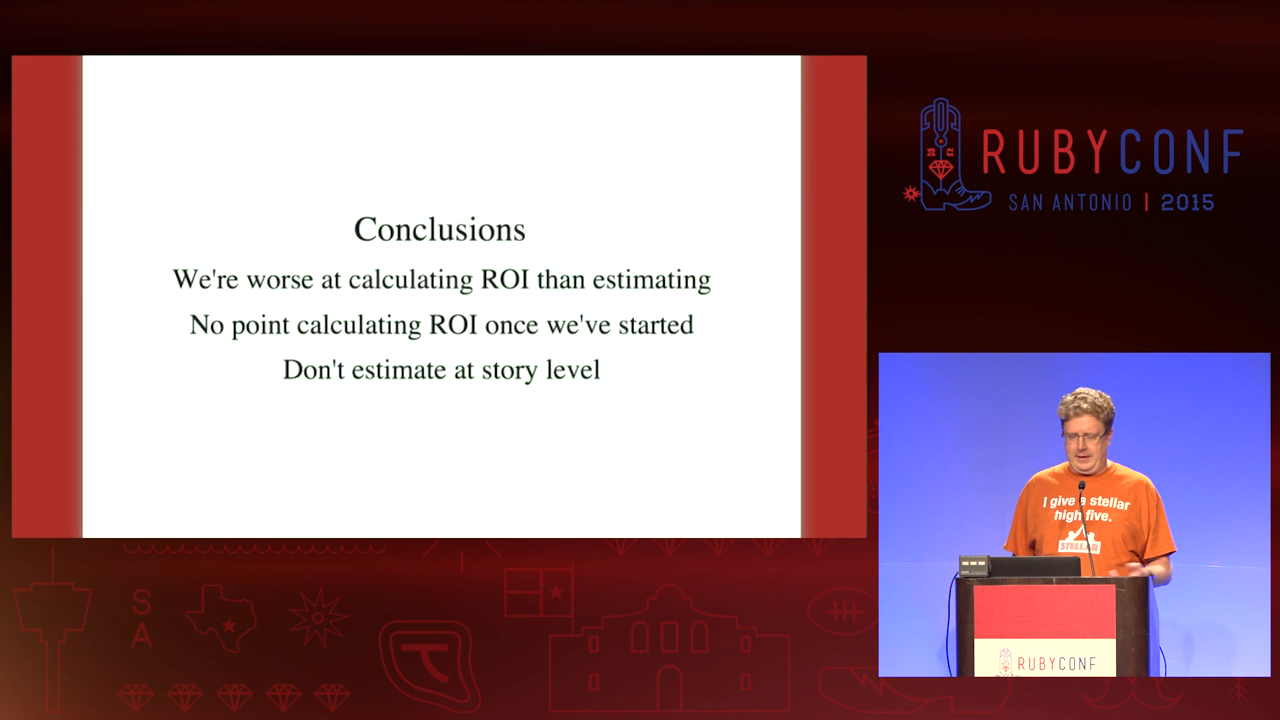 Conclusions
We're worse at calculating ROI than estimating
No point calculating ROI once we've started
Don't estimate at story level
RUBYCONF
SAN ANTONIO | 2015
I give a stellar
high five.
RUBYCONF
S
A